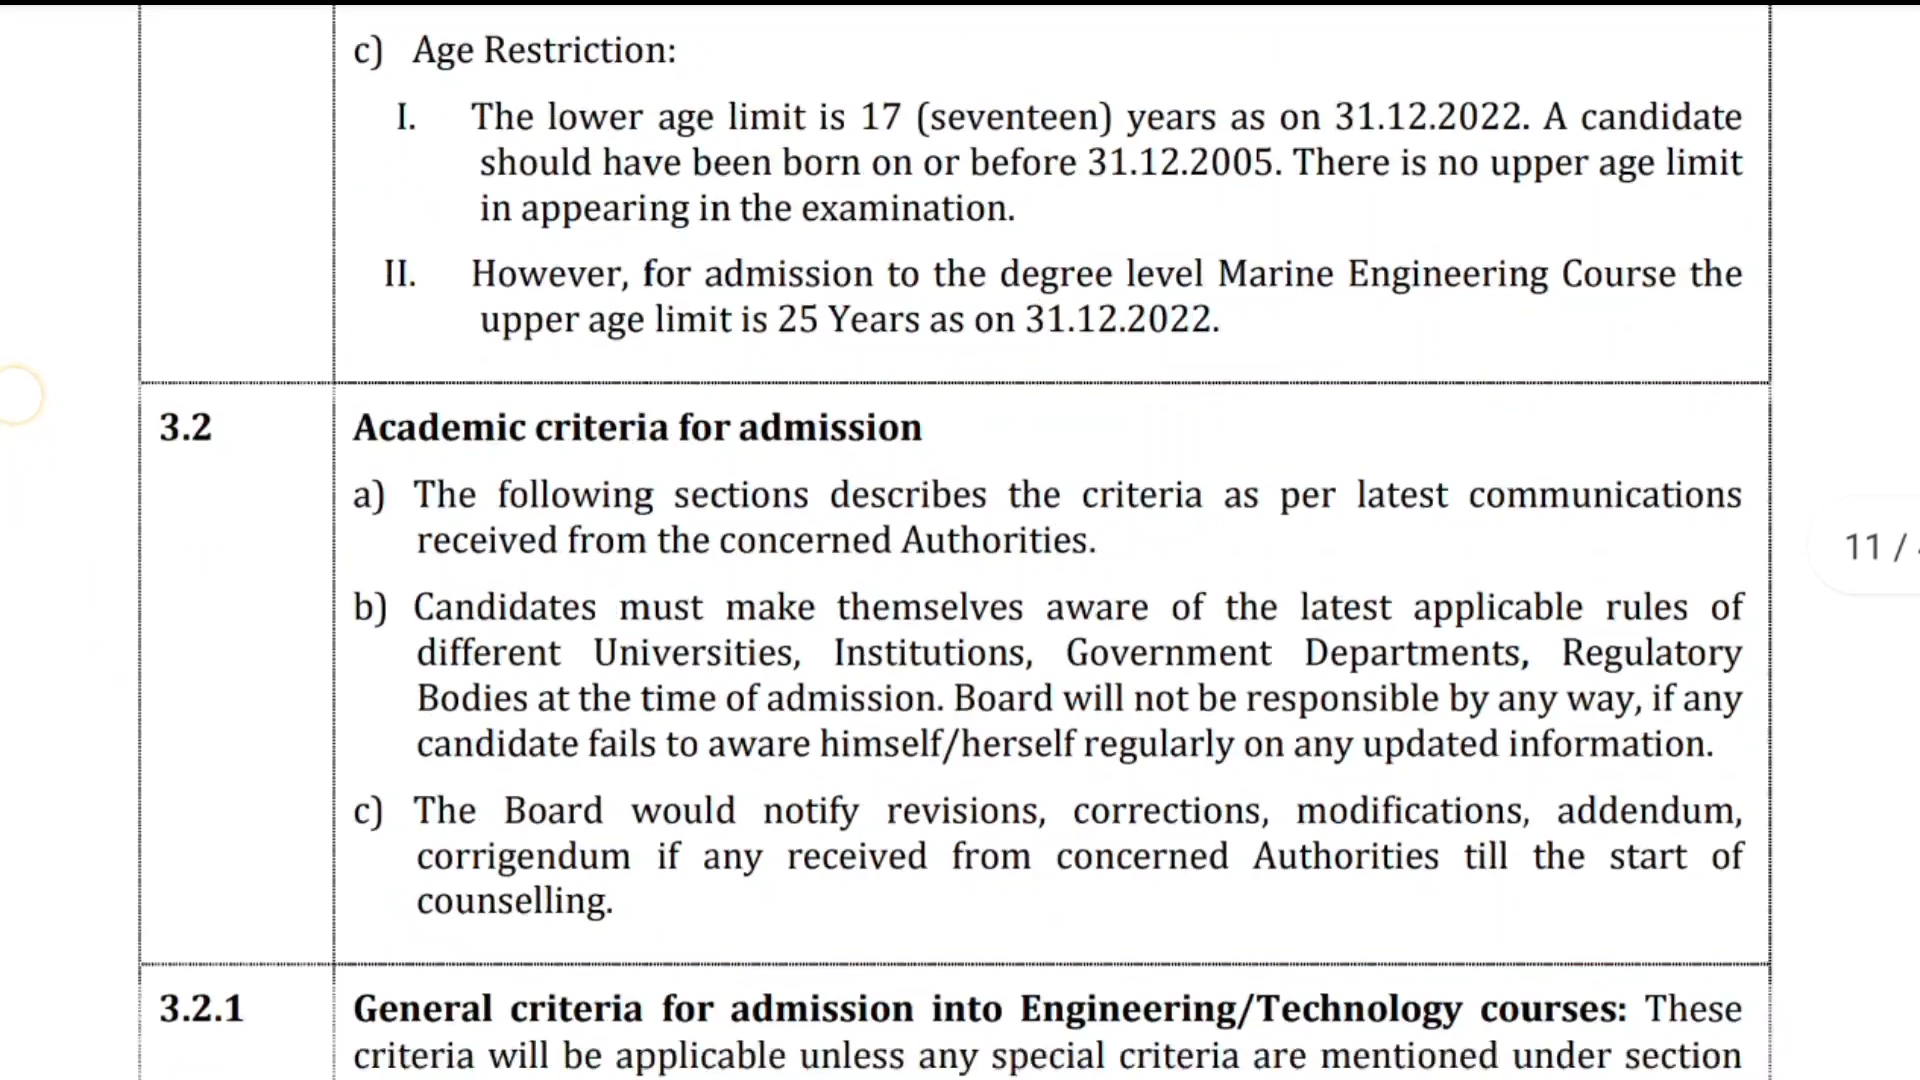 c) Age Restriction:
I. The lower age limit is 17 (seventeen) years as on 31.12.2022. A candidate
should have been born on or before 31.12.2005. There is no upper age limit
in appearing in the examination.
II. However, for admission to the degree level Marine Engineering Course the
upper age limit is 25 Years as on 31.12.2022.
3.2 Academic criteria for admission
a) The following sections describes the criteria as per latest communications
received from the concerned Authorities.
b) Candidates must make themselves aware of the latest applicable rules of
different Universities, Institutions, Government Departments, Regulatory
Bodies at the time of admission. Board will not be responsible by any way, if any
candidate fails to aware himself/herself regularly on any updated information.
c) The Board would notify revisions, corrections, modifications, addendum,
corrigendum if any received from concerned Authorities till the start of
counselling.
11 /
3.2.1 General criteria for admission into Engineering/Technology courses: These
criteria will be applicable unless any special criteria are mentioned under section